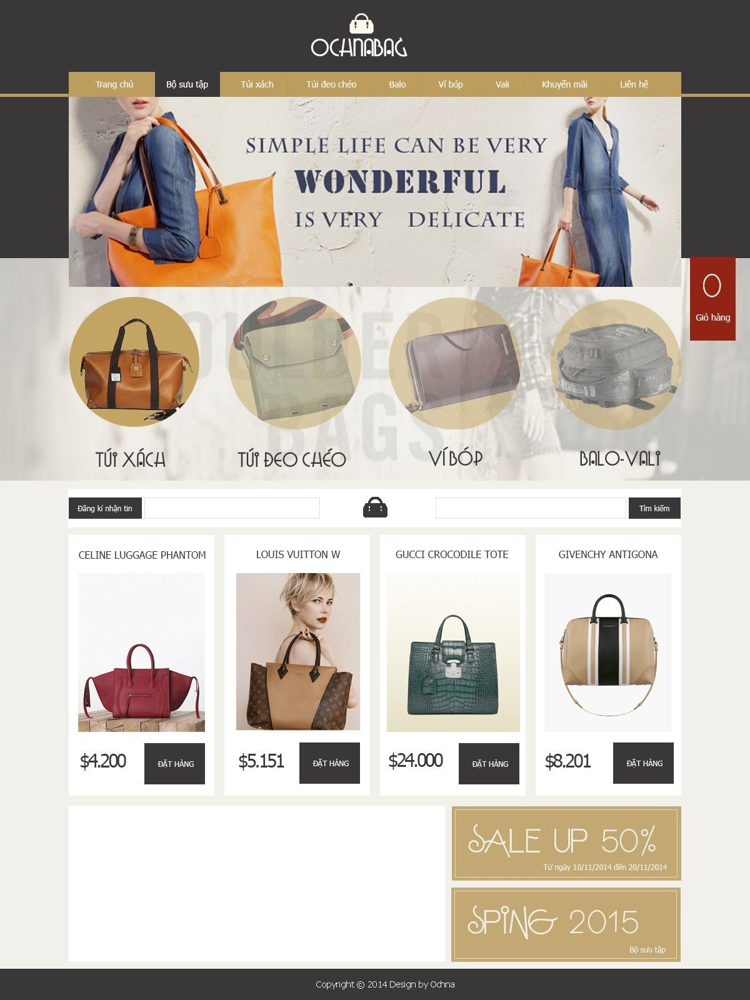 OCHNABAG
Trang chủ Bộ sưu tập Túi xách Túi đeo chéo Balo Ví bóp Vali Khuyến mãi Liên hệ
SIMPLE LIFE CAN BE VERY
WONDERFUL
IS VERY DELICATE
0
Giỏ hàng
BAGS
TÚI XÁCH TÚI ĐEO CHÉO VÍ BÓP BALO-VALI
Đăng kí nhận tin Tìm kiếm
CELINE LUGGAGE PHANTOM LOUIS VUITTON W GUCCI CROCODILE TOTE GIVENCHY ANTIGONA
$4.200 ĐẶT HÀNG $5.151 ĐẶT HÀNG $24.000 ĐẶT HÀNG $8.201 ĐẶT HÀNG
SALE UP 50%
Từ ngày 10/11/2014 đến 20/11/2014
SPING 2015
Bộ sưu tập
Copyright © 2014 Design by Ochna